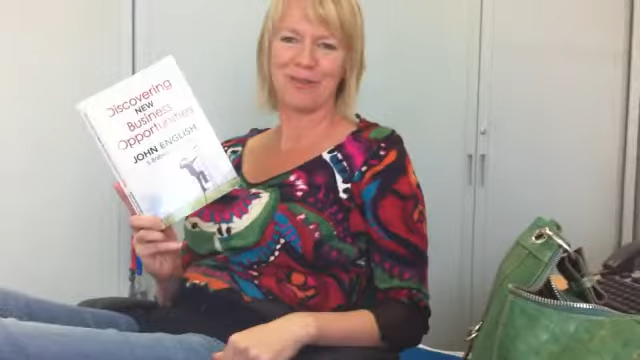 Discovering
NEW
Business
Opportunities
JOHN ENGLISH